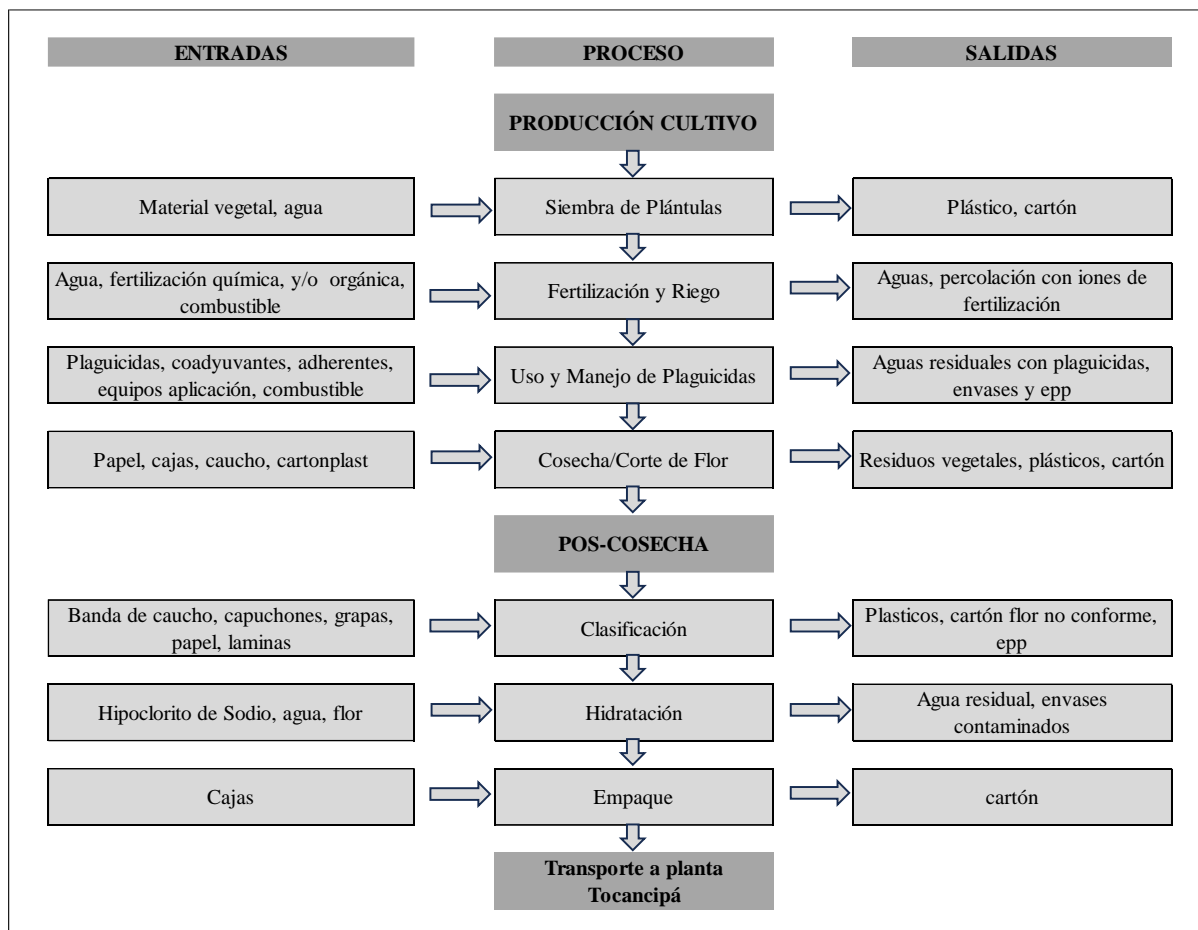 ENTRADAS
PROCESO
SALIDAS
PRODUCCIÓN CULTIVO
Material vegetal, agua
Siembra de Plántulas
Plástico, cartón
Agua, fertilización química, y/o  orgánica,
combustible
Fertilización y Riego
Aguas, percolación con iones de
fertilización
Plaguicidas, coadyuvantes, adherentes,
equipos aplicación, combustible
Uso y Manejo de Plaguicidas
Aguas residuales con plaguicidas,
envases y epp
Papel, cajas, caucho, cartonplast
Cosecha/Corte de Flor
Residuos vegetales, plásticos, cartón
POS-COSECHA
Banda de caucho, capuchones, grapas,
papel, laminas
Clasificación
Plasticos, cartón flor no conforme,
epp
Hipoclorito de Sodio, agua, flor
Hidratación
Agua residual, envases
contaminados
Cajas
Empaque
cartón
Transporte a planta
Tocancipá